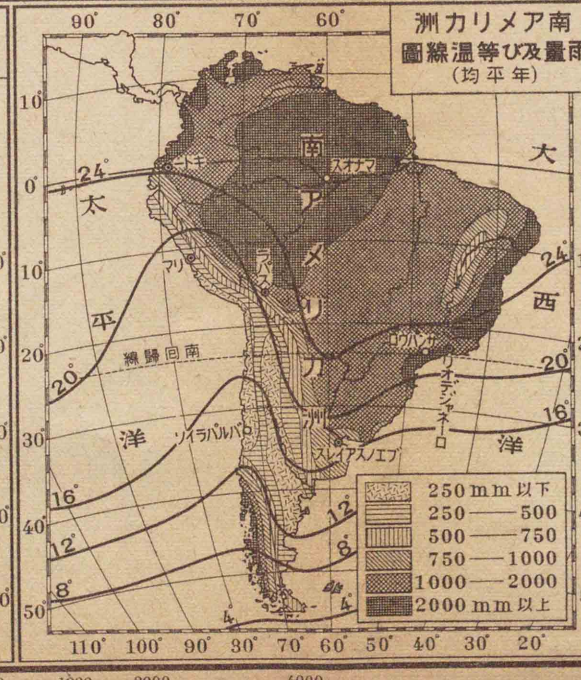 南アメリカ洲
雨量及び等温線圖
(年平均)
90° 80° 70° 60°
10°
0°
10°
20°
30°
40°
50°
24°
20°
16°
12°
8°
4°
24°
20°
16°
12°
8°
4°
太平洋
大西洋
南アメリカ洲
キトー
マナオス
リマ
ラパス
サンパウロ
リオデジャネーロ
南回歸線
バルパライソ
ブエノスアイレス
250mm以下
250—500
500—750
750—1000
1000—2000
2000mm以上
110° 100° 90° 80° 70° 60° 50° 40° 30° 20°